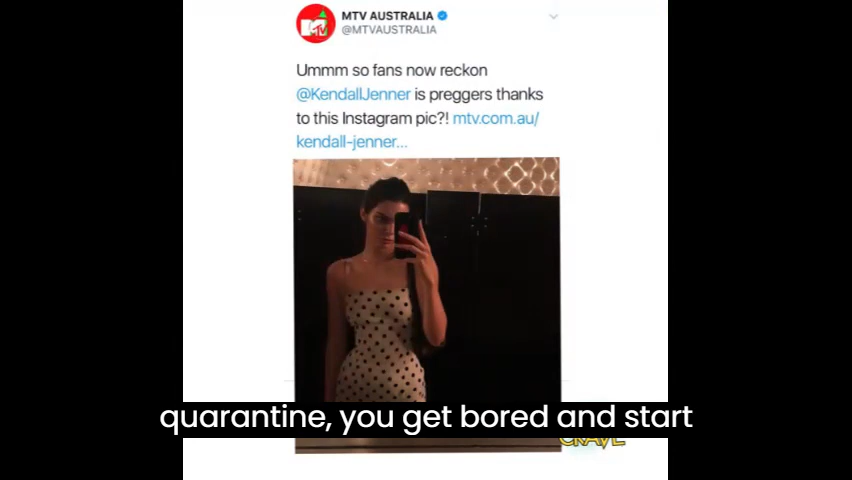 MTV AUSTRALIA
@MTVAUSTRALIA
Ummm so fans now reckon
@KendallJenner is preggers thanks
to this Instagram pic?! mtv.com.au/
kendall-jenner...
quarantine, you get bored and start
CRAVE